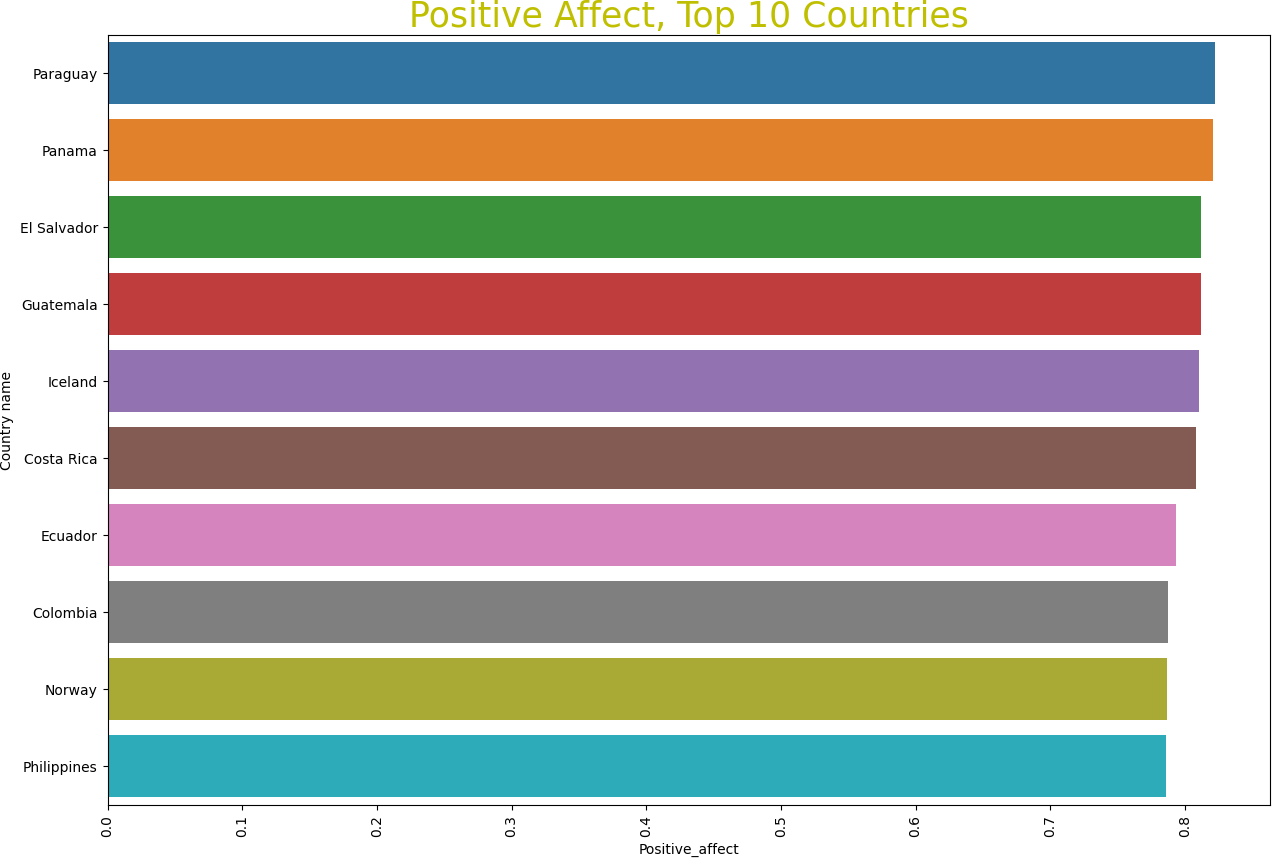 Positive Affect, Top 10 Countries
Country name
Paraguay
Panama
El Salvador
Guatemala
Iceland
Costa Rica
Ecuador
Colombia
Norway
Philippines
0.0 0.1 0.2 0.3 0.4 0.5 0.6 0.7 0.8
Positive_affect